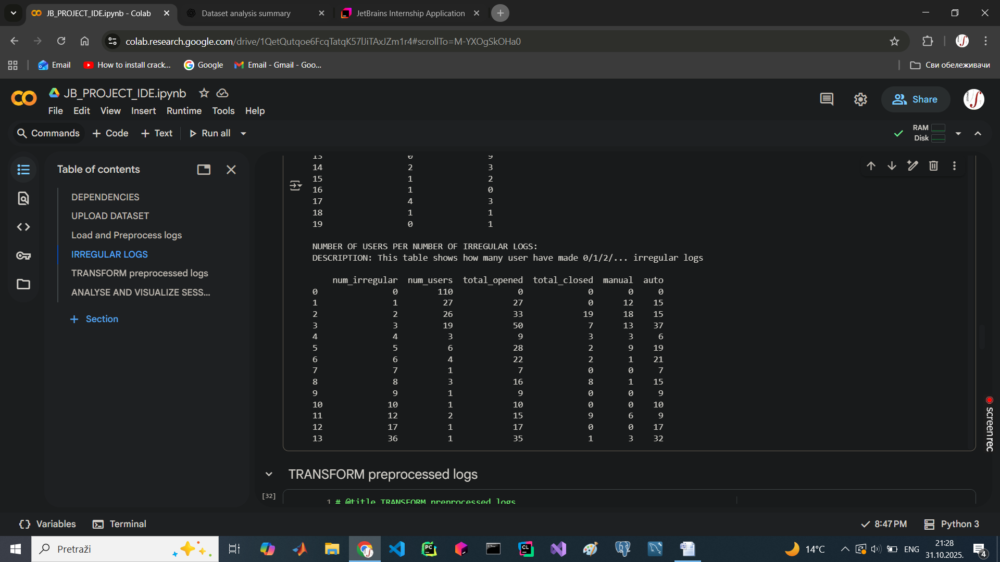 JB_PROJECT_IDE.ipynb - Colab
Dataset analysis summary
JetBrains Internship Application
colab.research.google.com/drive/1QetQutqoe6FcqTatqK57lJiTAxJZm1r4#scrollTo=M-YXOgSkOHa0
Email
How to install crack...
Google
Email - Gmail - Goo...
Сви обележивачи
JB_PROJECT_IDE.ipynb
File Edit View Insert Runtime Tools Help
Share
Commands + Code + Text Run all
RAM
Disk
Table of contents
DEPENDENCIES
UPLOAD DATASET
Load and Preprocess logs
IRREGULAR LOGS
TRANSFORM preprocessed logs
ANALYSE AND VISUALIZE SESS...
+ Section
13 0 9
14 2 3
15 1 2
16 1 0
17 4 3
18 1 1
19 0 1
NUMBER OF USERS PER NUMBER OF IRREGULAR LOGS:
DESCRIPTION: This table shows how many user have made 0/1/2/... irregular logs
num_irregular num_users total_opened total_closed manual auto
0 0 110 0 0 0 0
1 1 27 27 0 12 15
2 2 26 33 19 18 15
3 3 19 50 7 13 37
4 4 3 9 3 3 6
5 5 6 28 2 9 19
6 6 4 22 2 1 21
7 7 1 7 0 0 7
8 8 3 16 8 1 15
9 9 1 9 0 0 9
10 10 1 10 0 0 10
11 12 2 15 9 6 9
12 17 1 17 0 0 17
13 36 1 35 1 3 32
TRANSFORM preprocessed logs
[32]
1 # @title TRANSFORM preprocessed logs
screenrec
Variables
Terminal
8:47 PM
Python 3
Pretraži
14°C
ENG
21:28
31.10.2025.
4